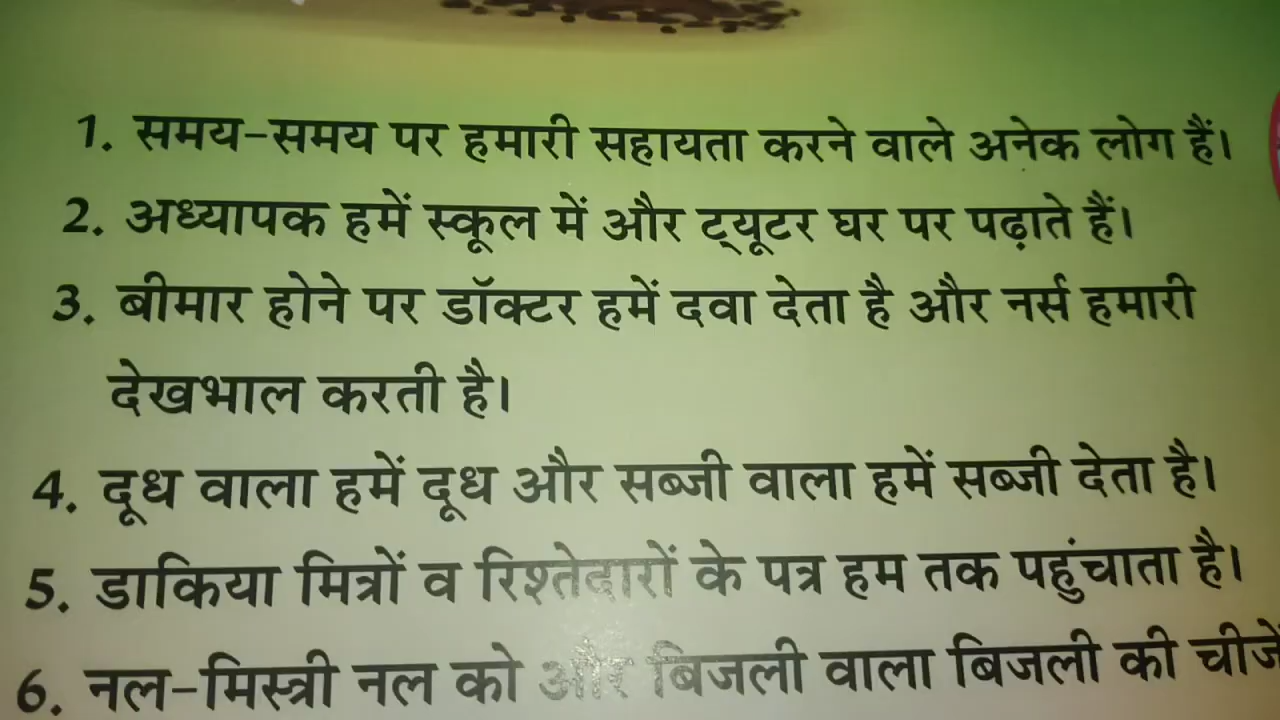 1. समय-समय पर हमारी सहायता करने वाले अनेक लोग हैं।
2. अध्यापक हमें स्कूल में और ट्यूटर घर पर पढ़ाते हैं।
3. बीमार होने पर डॉक्टर हमें दवा देता है और नर्स हमारी
देखभाल करती है।
4. दूध वाला हमें दूध और सब्जी वाला हमें सब्जी देता है।
5. डाकिया मित्रों व रिश्तेदारों के पत्र हम तक पहुंचाता है।
6. नल-मिस्त्री नल को और बिजली वाला बिजली की चीजें